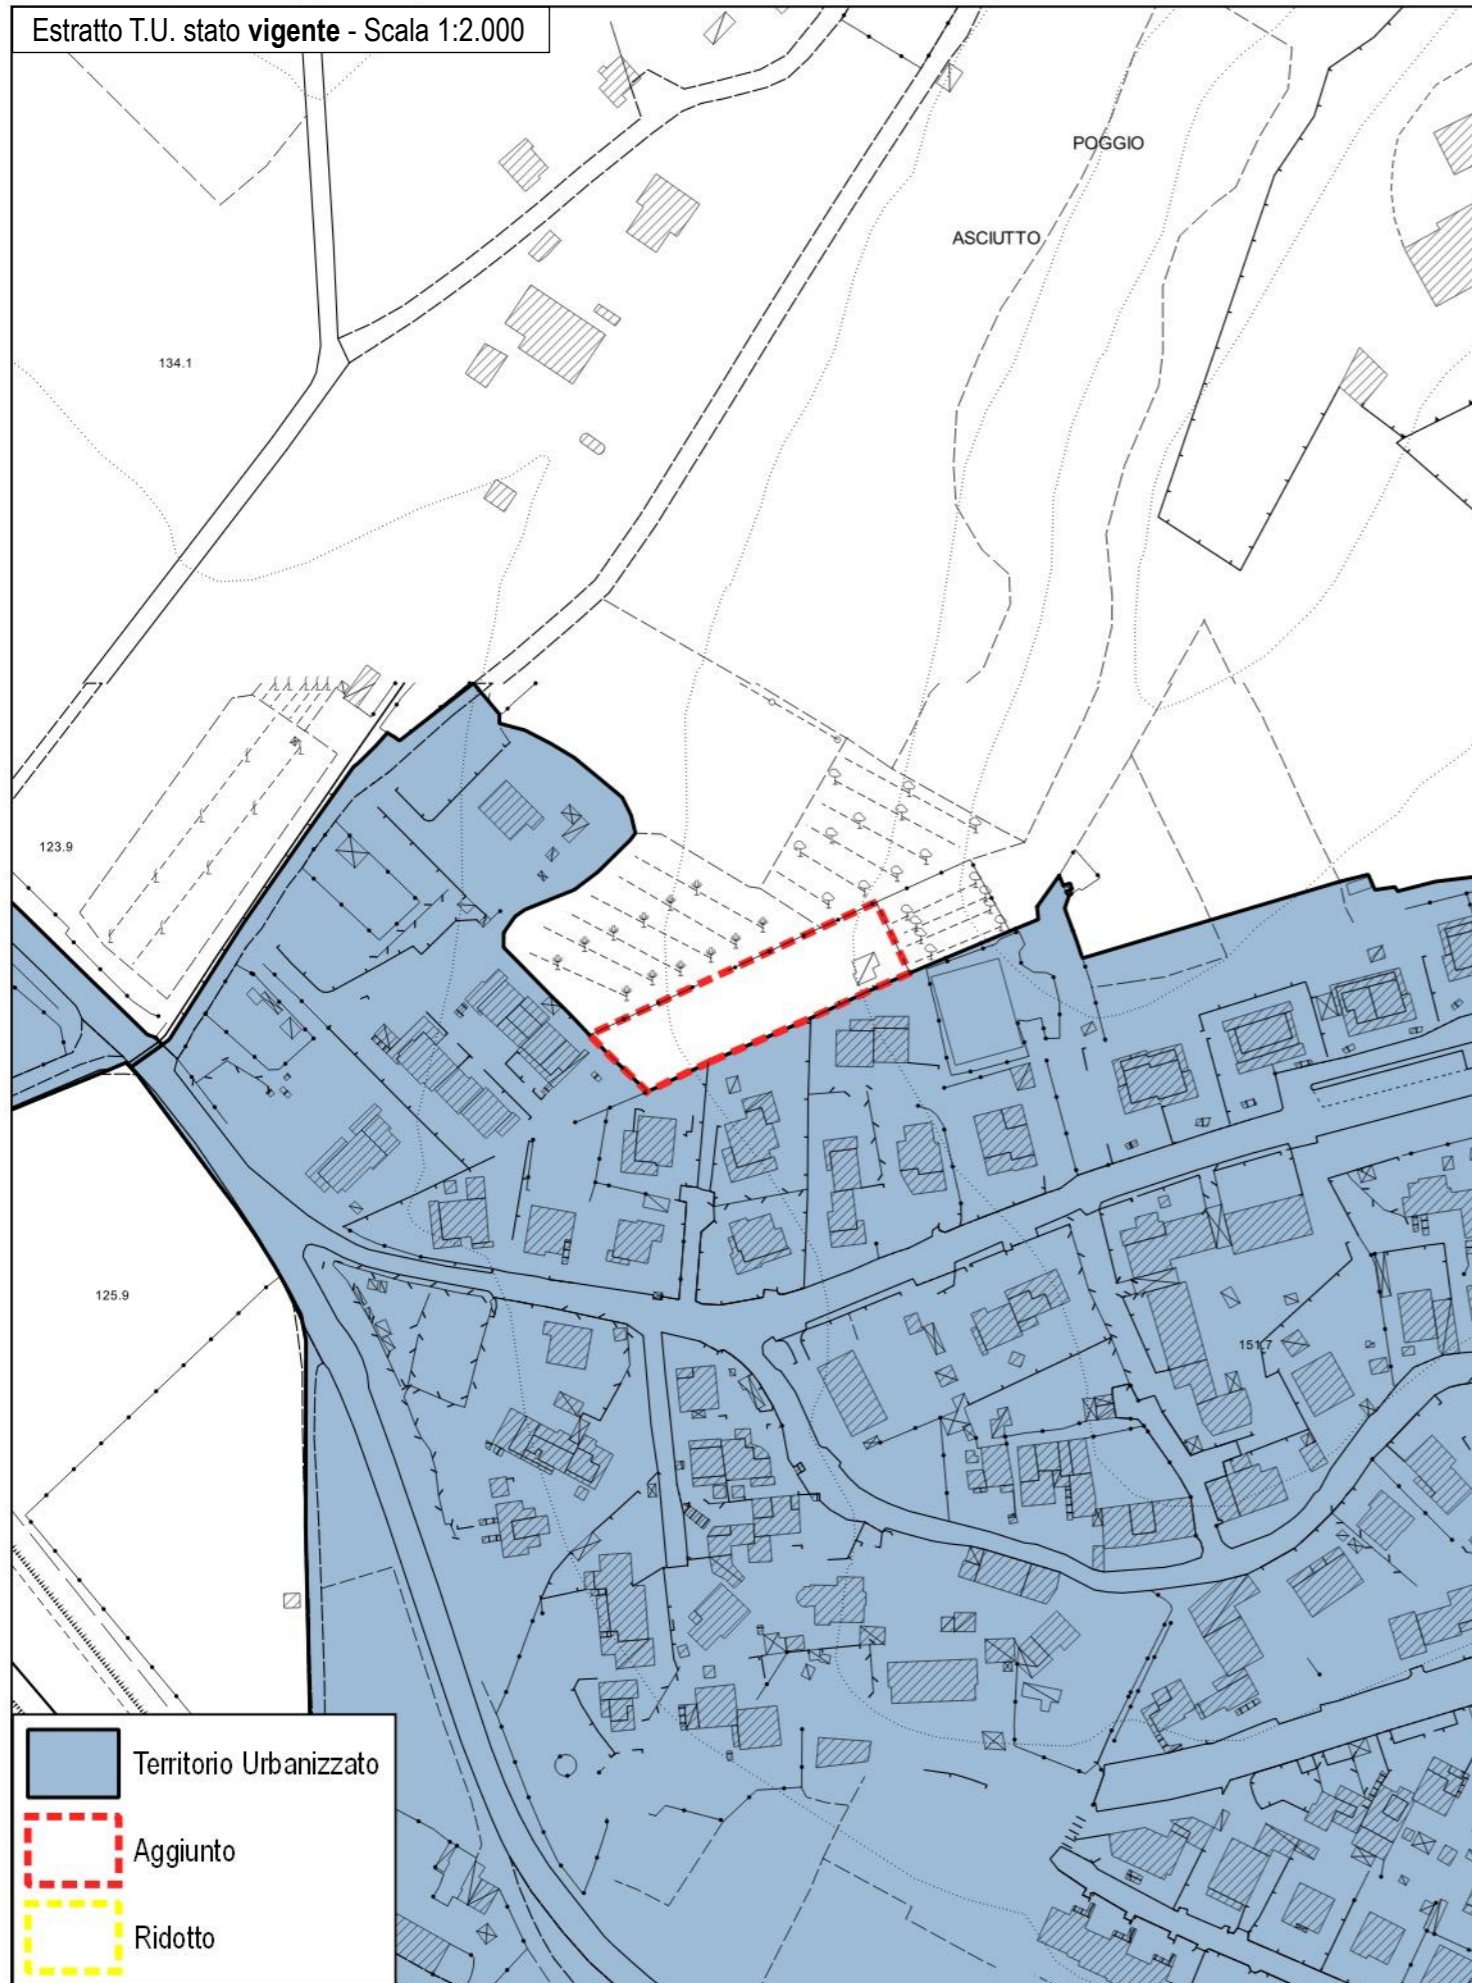 Estratto T.U. stato vigente - Scala 1:2.000
POGGIO
ASCIUTTO
134.1
123.9
125.9
151.7
Territorio Urbanizzato
Aggiunto
Ridotto